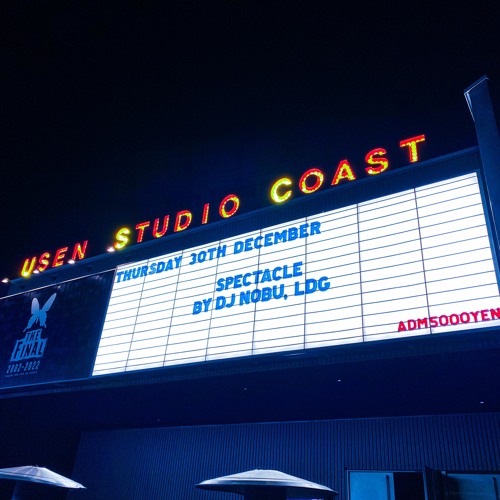 USEN STUDIO COAST
THURSDAY 30TH DECEMBER
SPECTACLE
BY DJ NOBU, LDG
ADM5000YEN
THE
FINAL
2002-2022